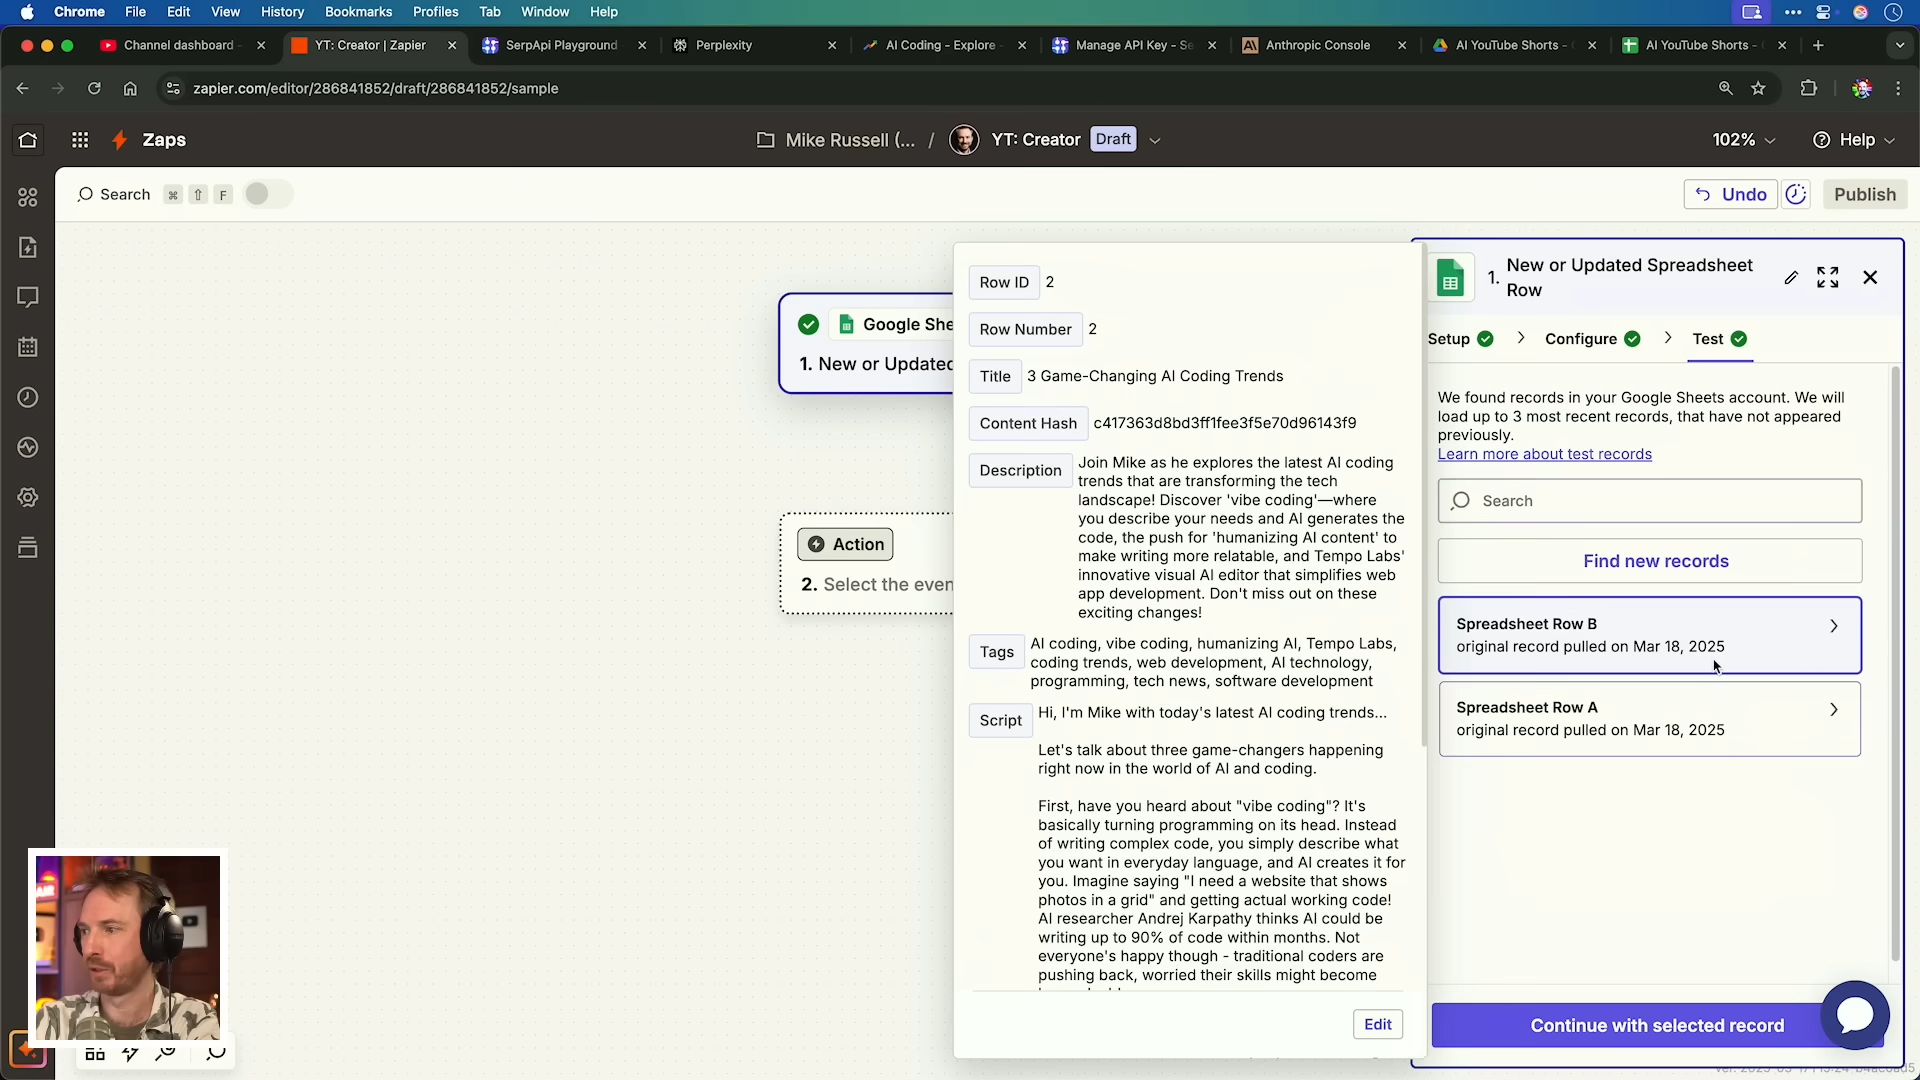 Chrome File Edit View History Bookmarks Profiles Tab Window Help
Channel dashboard - YT: Creator | Zapier SerpApi Playground Perplexity AI Coding - Explore - Manage API Key - Se Anthropic Console AI YouTube Shorts - AI YouTube Shorts -
zapier.com/editor/286841852/draft/286841852/sample
Zaps Mike Russell (... / YT: Creator Draft 102% Help
Search ⌘ ⇧ F Undo Publish
Google She
1. New or Updated
Action
2. Select the even
Row ID 2
Row Number 2
Title 3 Game-Changing AI Coding Trends
Content Hash c417363d8bd3ff1fee3f5e70d96143f9
Description Join Mike as he explores the latest AI coding
trends that are transforming the tech
landscape! Discover 'vibe coding'—where
you describe your needs and AI generates the
code, the push for 'humanizing AI content' to
make writing more relatable, and Tempo Labs'
innovative visual AI editor that simplifies web
app development. Don't miss out on these
exciting changes!
Tags AI coding, vibe coding, humanizing AI, Tempo Labs,
coding trends, web development, AI technology,
programming, tech news, software development
Script Hi, I'm Mike with today's latest AI coding trends...
Let's talk about three game-changers happening
right now in the world of AI and coding.
First, have you heard about "vibe coding"? It's
basically turning programming on its head. Instead
of writing complex code, you simply describe what
you want in everyday language, and AI creates it for
you. Imagine saying "I need a website that shows
photos in a grid" and getting actual working code!
AI researcher Andrej Karpathy thinks AI could be
writing up to 90% of code within months. Not
everyone's happy though - traditional coders are
pushing back, worried their skills might become
Edit
1. New or Updated Spreadsheet
Row
Setup Configure Test
We found records in your Google Sheets account. We will
load up to 3 most recent records, that have not appeared
previously.
Learn more about test records
Search
Find new records
Spreadsheet Row B
original record pulled on Mar 18, 2025
Spreadsheet Row A
original record pulled on Mar 18, 2025
Continue with selected record